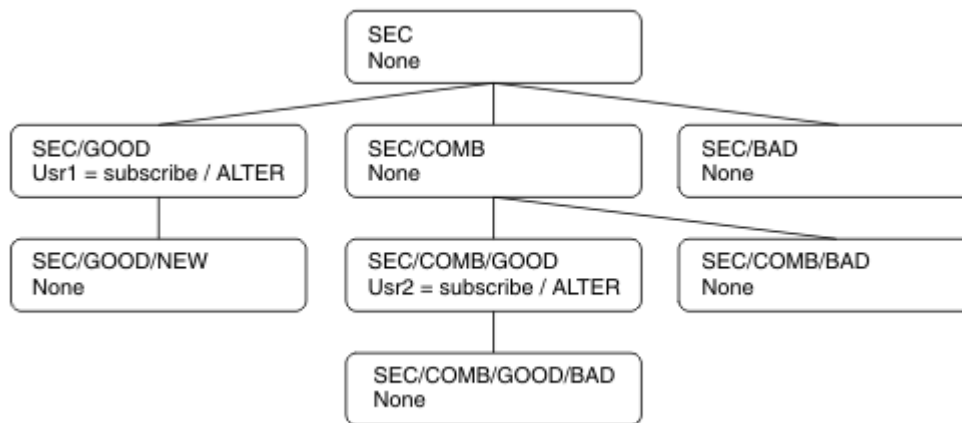 SEC
None
SEC/GOOD
Usr1 = subscribe / ALTER
SEC/COMB
None
SEC/BAD
None
SEC/GOOD/NEW
None
SEC/COMB/GOOD
Usr2 = subscribe / ALTER
SEC/COMB/BAD
None
SEC/COMB/GOOD/BAD
None